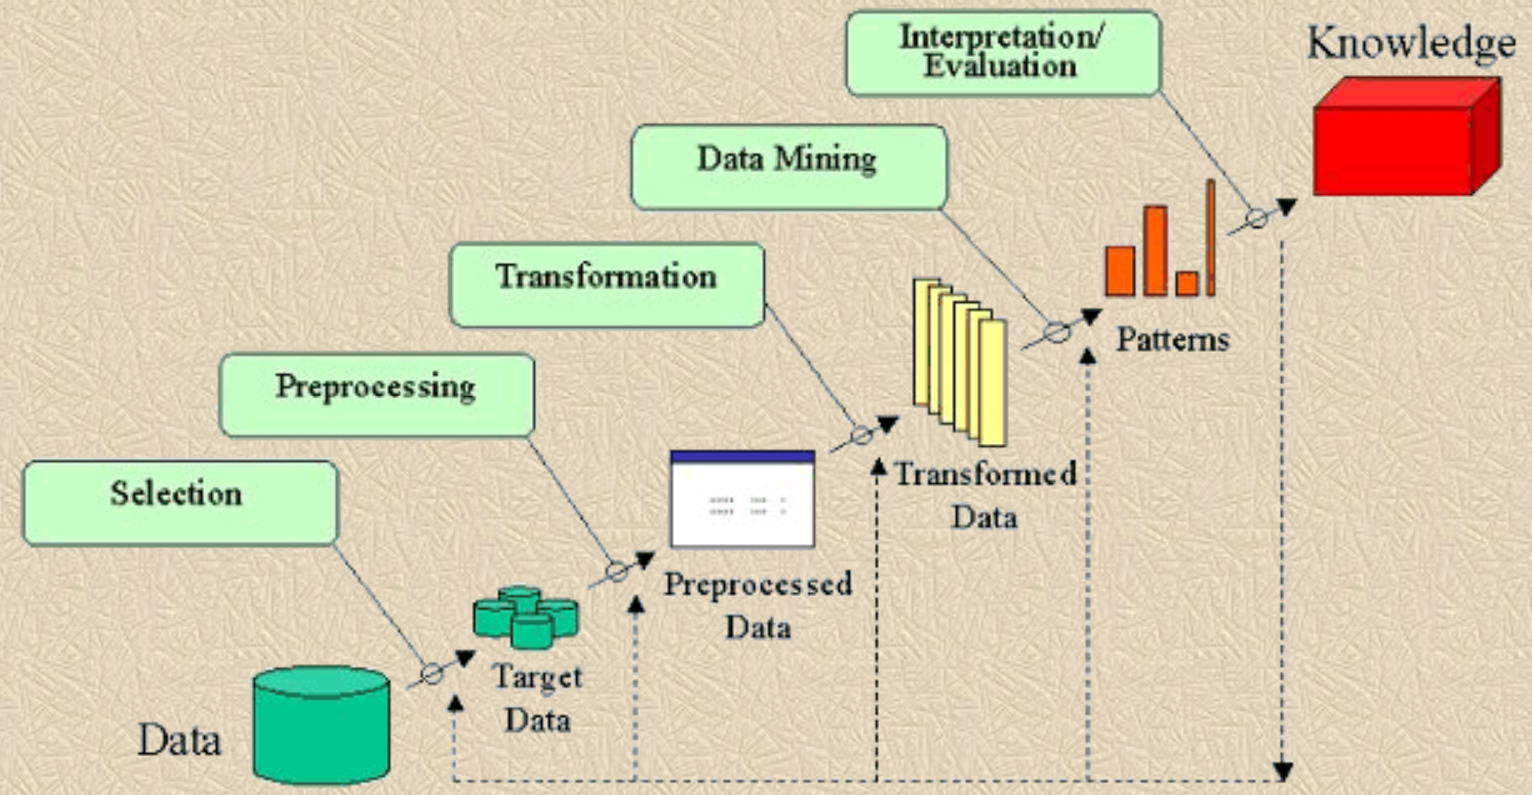 Interpretation/
Evaluation
Knowledge
Data Mining
Transformation
Patterns
Preprocessing
Transformed
Data
Selection
Preprocessed
Data
Target
Data
Data